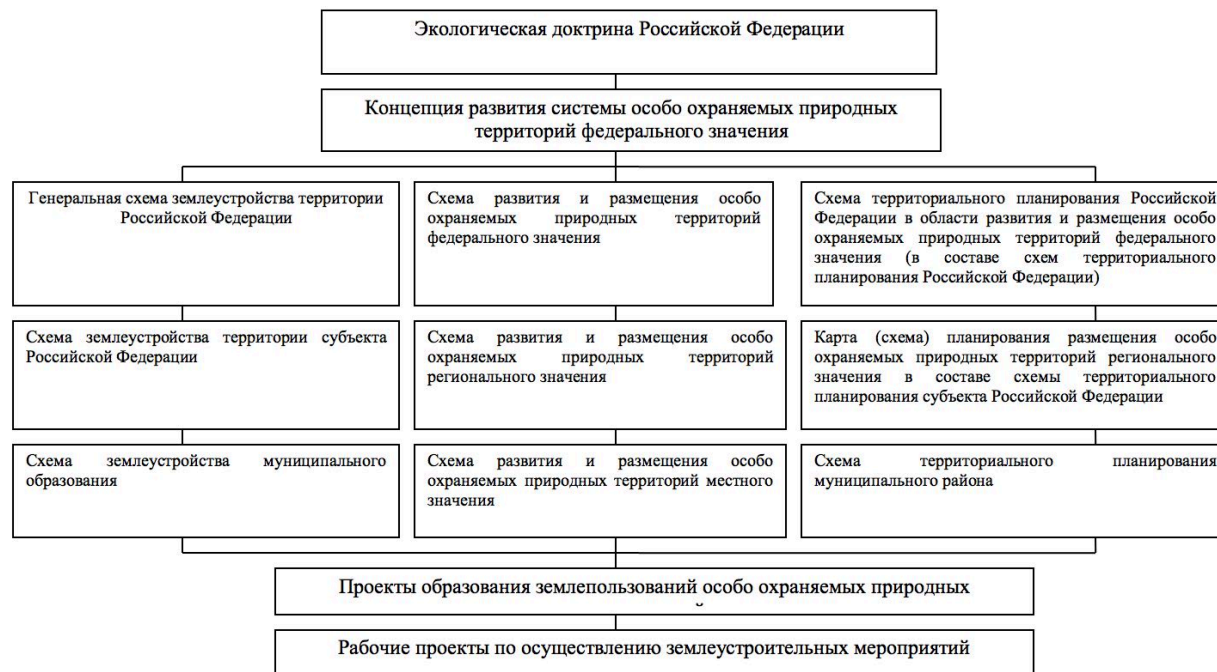 Экологическая доктрина Российской Федерации
Концепция развития системы особо охраняемых природных
территорий федерального значения
Генеральная схема землеустройства территории
Российской Федерации
Схема развития и размещения особо
охраняемых природных территорий
федерального значения
Схема территориального планирования Российской
Федерации в области развития и размещения особо
охраняемых природных территорий федерального
значения (в составе схем территориального
планирования Российской Федерации)
Схема землеустройства территории субъекта
Российской Федерации
Схема развития и размещения особо
охраняемых природных территорий
регионального значения
Карта (схема) планирования размещения особо
охраняемых природных территорий регионального
значения в составе схемы территориального
планирования субъекта Российской Федерации
Схема землеустройства муниципального
образования
Схема развития и размещения особо
охраняемых природных территорий местного
значения
Схема территориального планирования
муниципального района
Проекты образования землепользований особо охраняемых природных
Рабочие проекты по осуществлению землеустроительных мероприятий